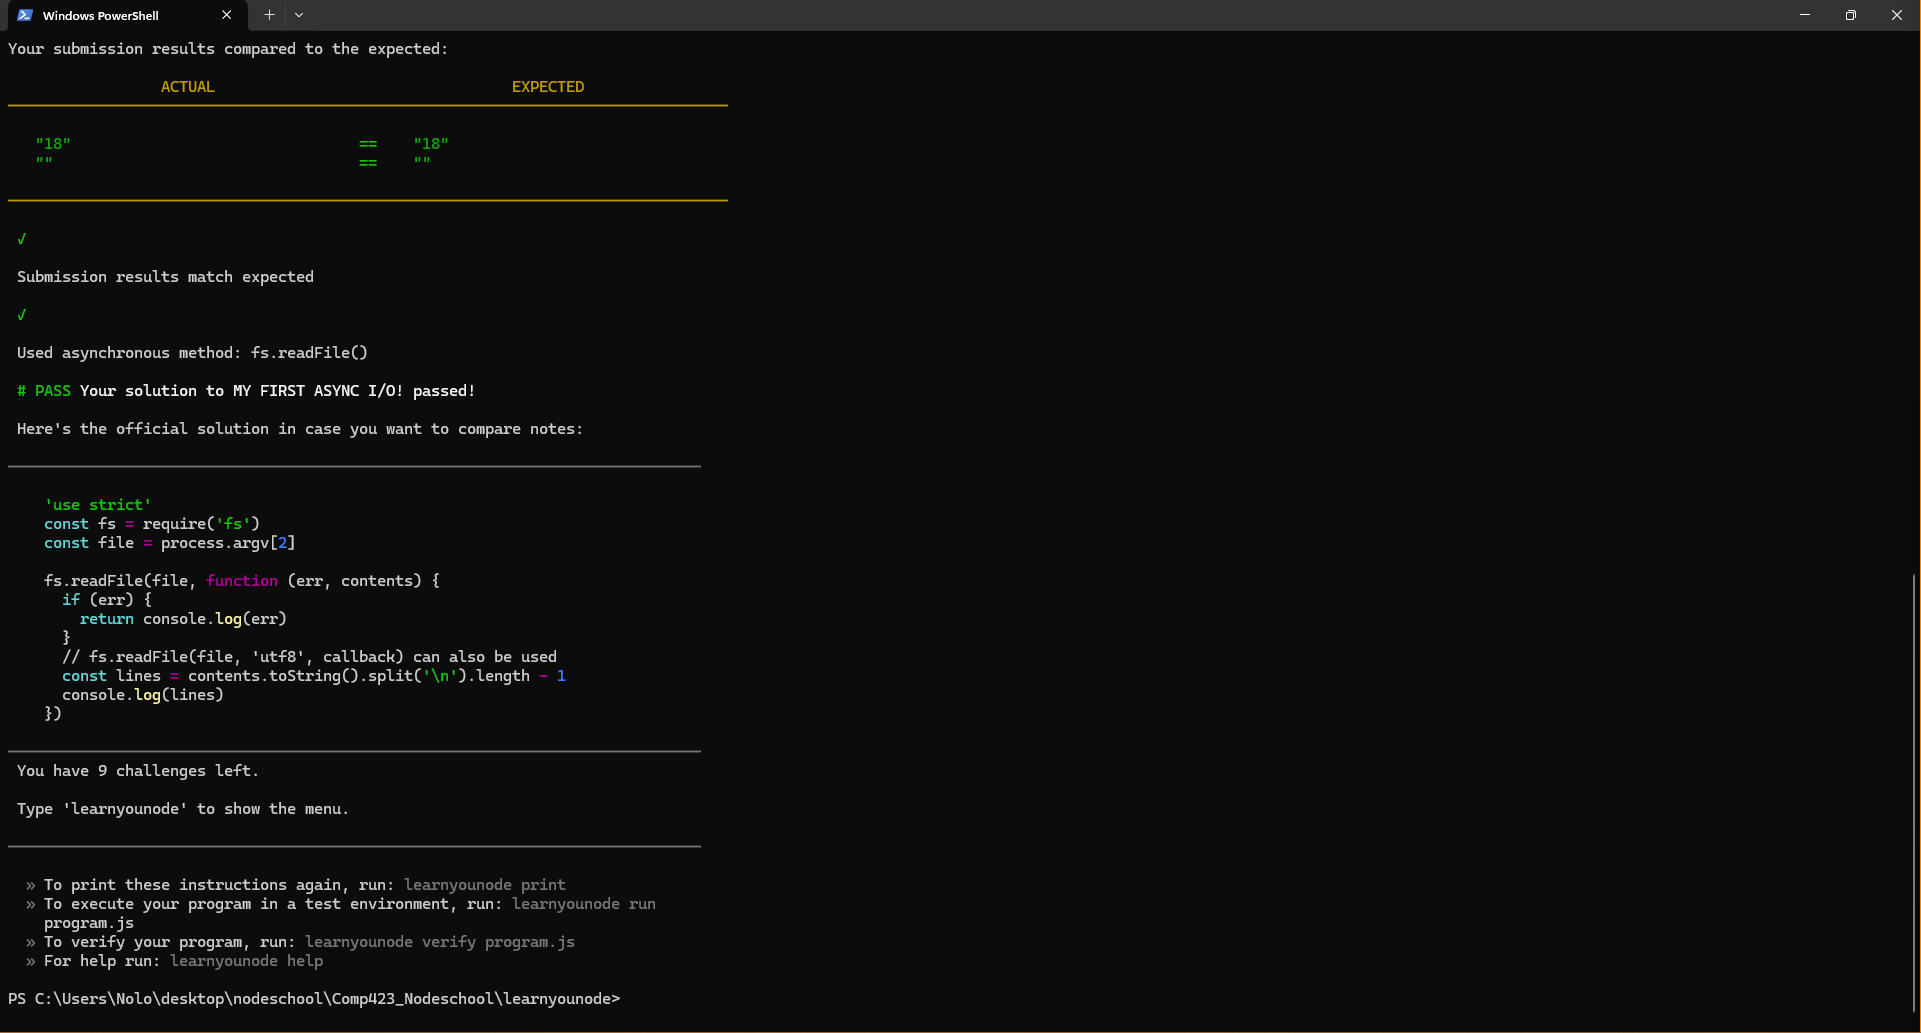 Windows PowerShell
Your submission results compared to the expected:
ACTUAL EXPECTED
"18" == "18"
"" == ""
✓
Submission results match expected
✓
Used asynchronous method: fs.readFile()
# PASS Your solution to MY FIRST ASYNC I/O! passed!
Here's the official solution in case you want to compare notes:
'use strict'
const fs = require('fs')
const file = process.argv[2]
fs.readFile(file, function (err, contents) {
if (err) {
return console.log(err)
}
// fs.readFile(file, 'utf8', callback) can also be used
const lines = contents.toString().split('\n').length - 1
console.log(lines)
})
You have 9 challenges left.
Type 'learnyounode' to show the menu.
» To print these instructions again, run: learnyounode print
» To execute your program in a test environment, run: learnyounode run
program.js
» To verify your program, run: learnyounode verify program.js
» For help run: learnyounode help
PS C:\Users\Nolo\desktop\nodeschool\Comp423_Nodeschool\learnyounode>